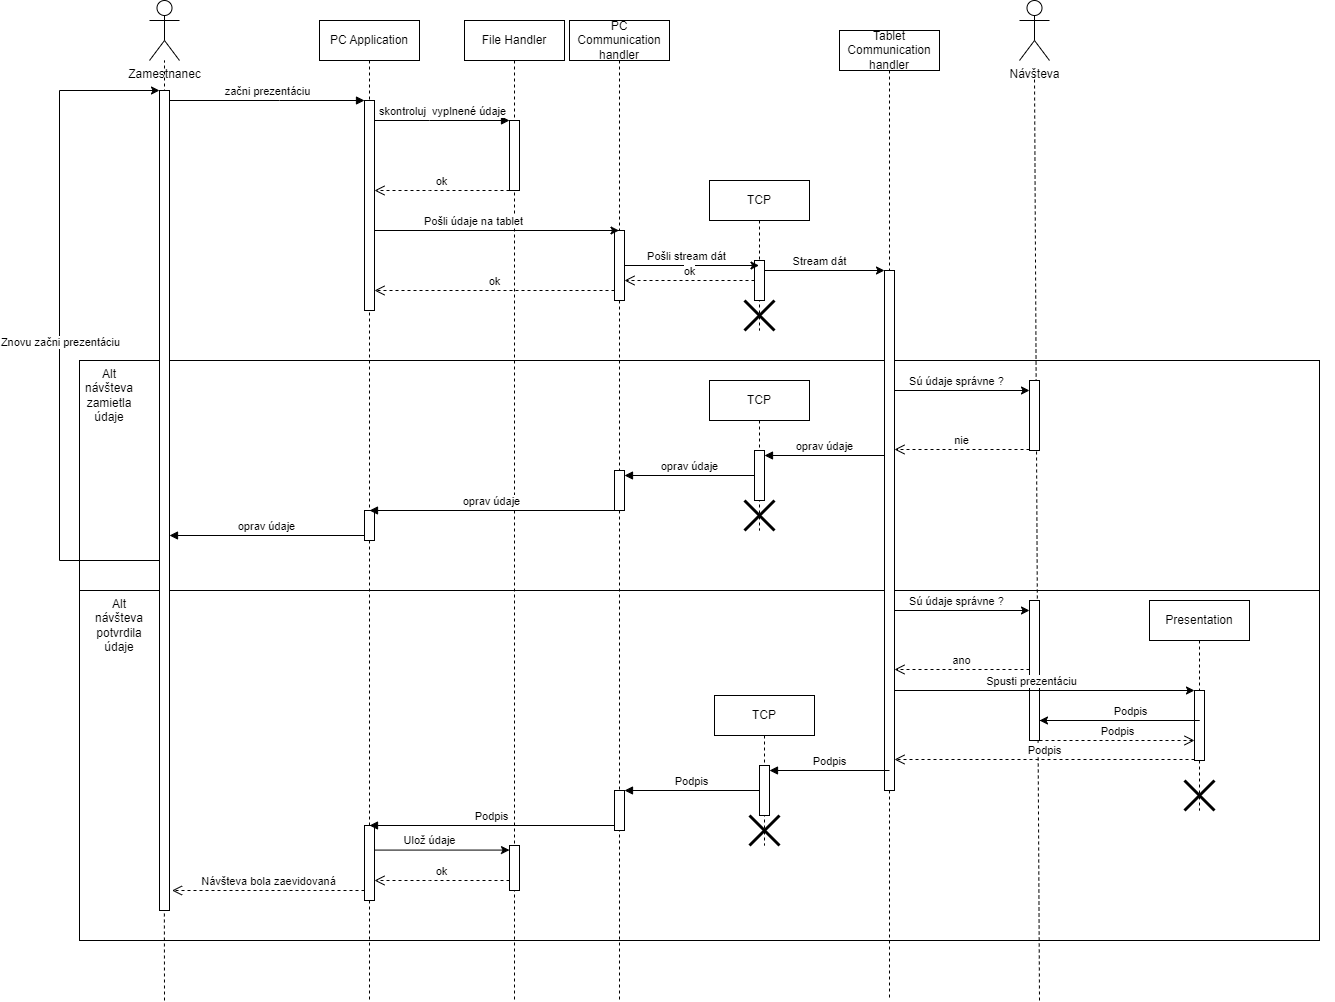 PC Application
File Handler
PC
Communication
handler
Tablet
Communication
handler
Zamestnanec
Návšteva
začni prezentáciu
skontroluj vyplnené údaje
ok
TCP
Pošli údaje na tablet
Pošli stream dát
Stream dát
ok
ok
Znovu začni prezentáciu
Alt
návšteva
zamietla
údaje
Sú údaje správne ?
TCP
nie
oprav údaje
oprav údaje
oprav údaje
oprav údaje
Alt
návšteva
potvrdila
údaje
Sú údaje správne ?
Presentation
ano
Spusti prezentáciu
TCP
Podpis
Podpis
Podpis
Podpis
Podpis
Podpis
Ulož údaje
ok
Návšteva bola zaevidovaná